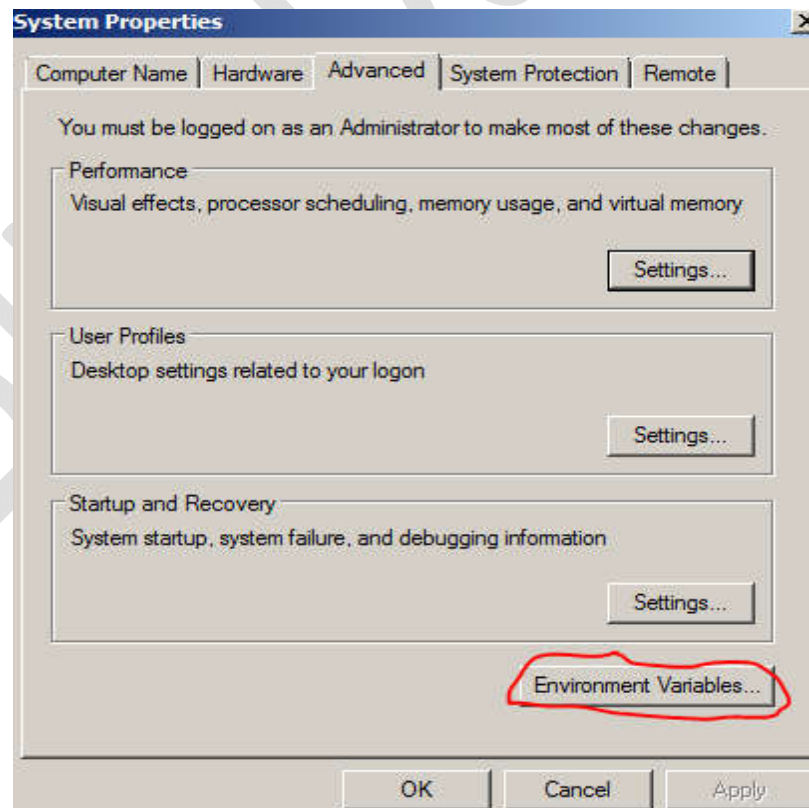 System Properties
Computer Name Hardware Advanced System Protection Remote
You must be logged on as an Administrator to make most of these changes.
Performance
Visual effects, processor scheduling, memory usage, and virtual memory
Settings...
User Profiles
Desktop settings related to your logon
Settings...
Startup and Recovery
System startup, system failure, and debugging information
Settings...
Environment Variables...
OK Cancel Apply